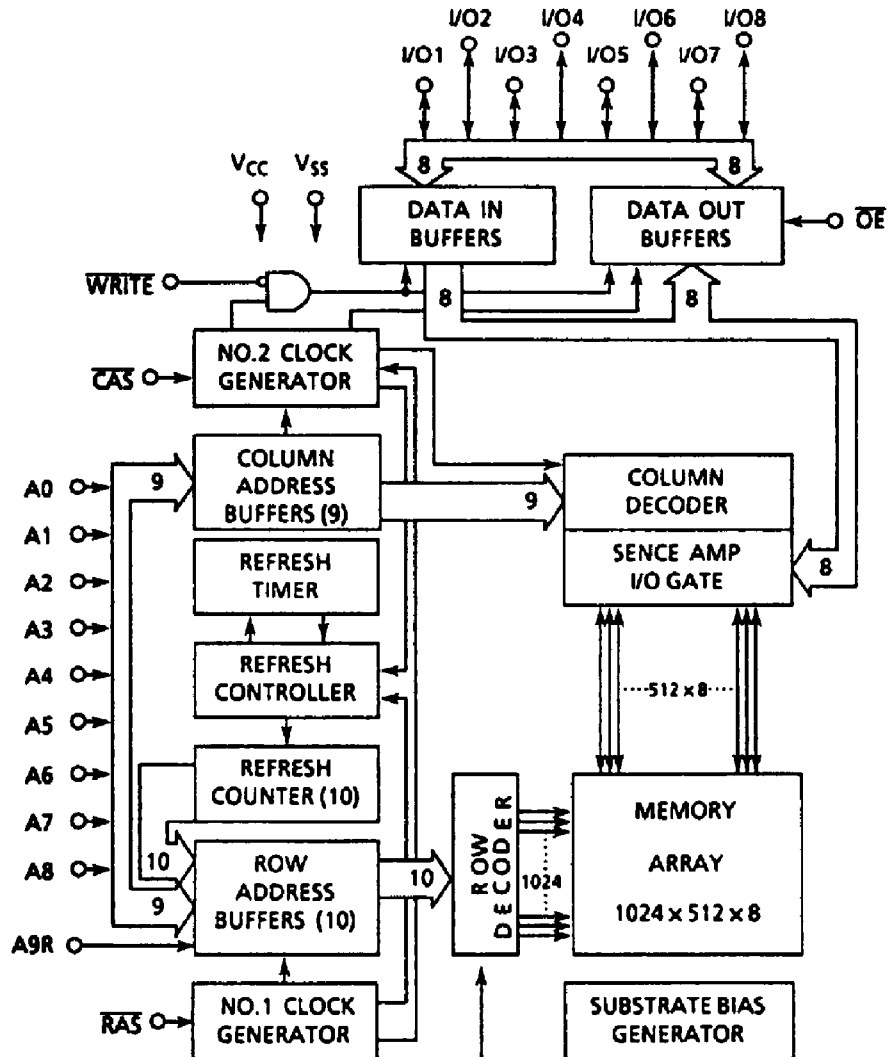 I/O2 I/O4 I/O6 I/O8
I/O1 I/O3 I/O5 I/O7
8 8
VCC VSS
DATA IN
BUFFERS
DATA OUT
BUFFERS
OE
WRITE
8 8
NO.2 CLOCK
GENERATOR
CAS
COLUMN
ADDRESS
BUFFERS (9)
9
9
COLUMN
DECODER
SENCE AMP
I/O GATE
8
A0
A1
A2
A3
A4
A5
A6
A7
A8
A9R
REFRESH
TIMER
REFRESH
CONTROLLER
REFRESH
COUNTER (10)
512 x 8
10
9
ROW
ADDRESS
BUFFERS (10)
10
ROW
DECODER
1024
MEMORY
ARRAY
1024 x 512 x 8
RAS
NO.1 CLOCK
GENERATOR
SUBSTRATE BIAS
GENERATOR